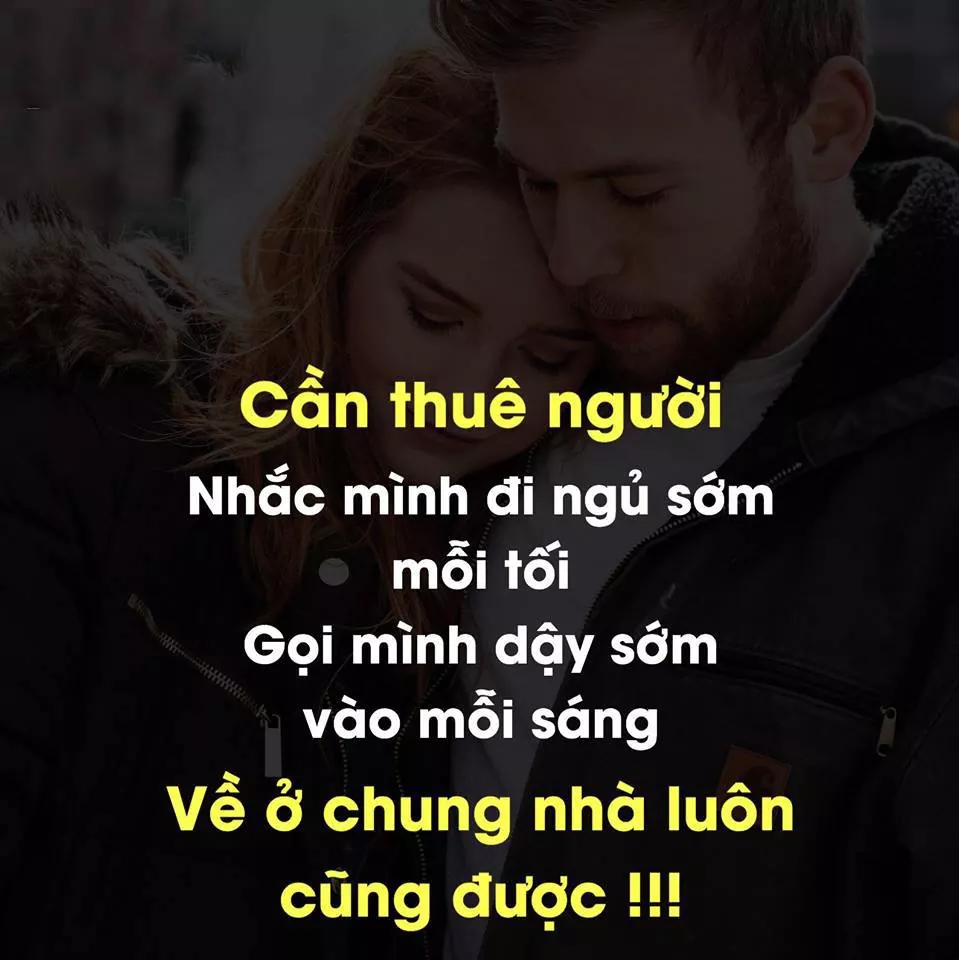 Cần thuê người
Nhắc mình đi ngủ sớm
mỗi tối
Gọi mình dậy sớm
vào mỗi sáng
Về ở chung nhà luôn
cũng được !!!